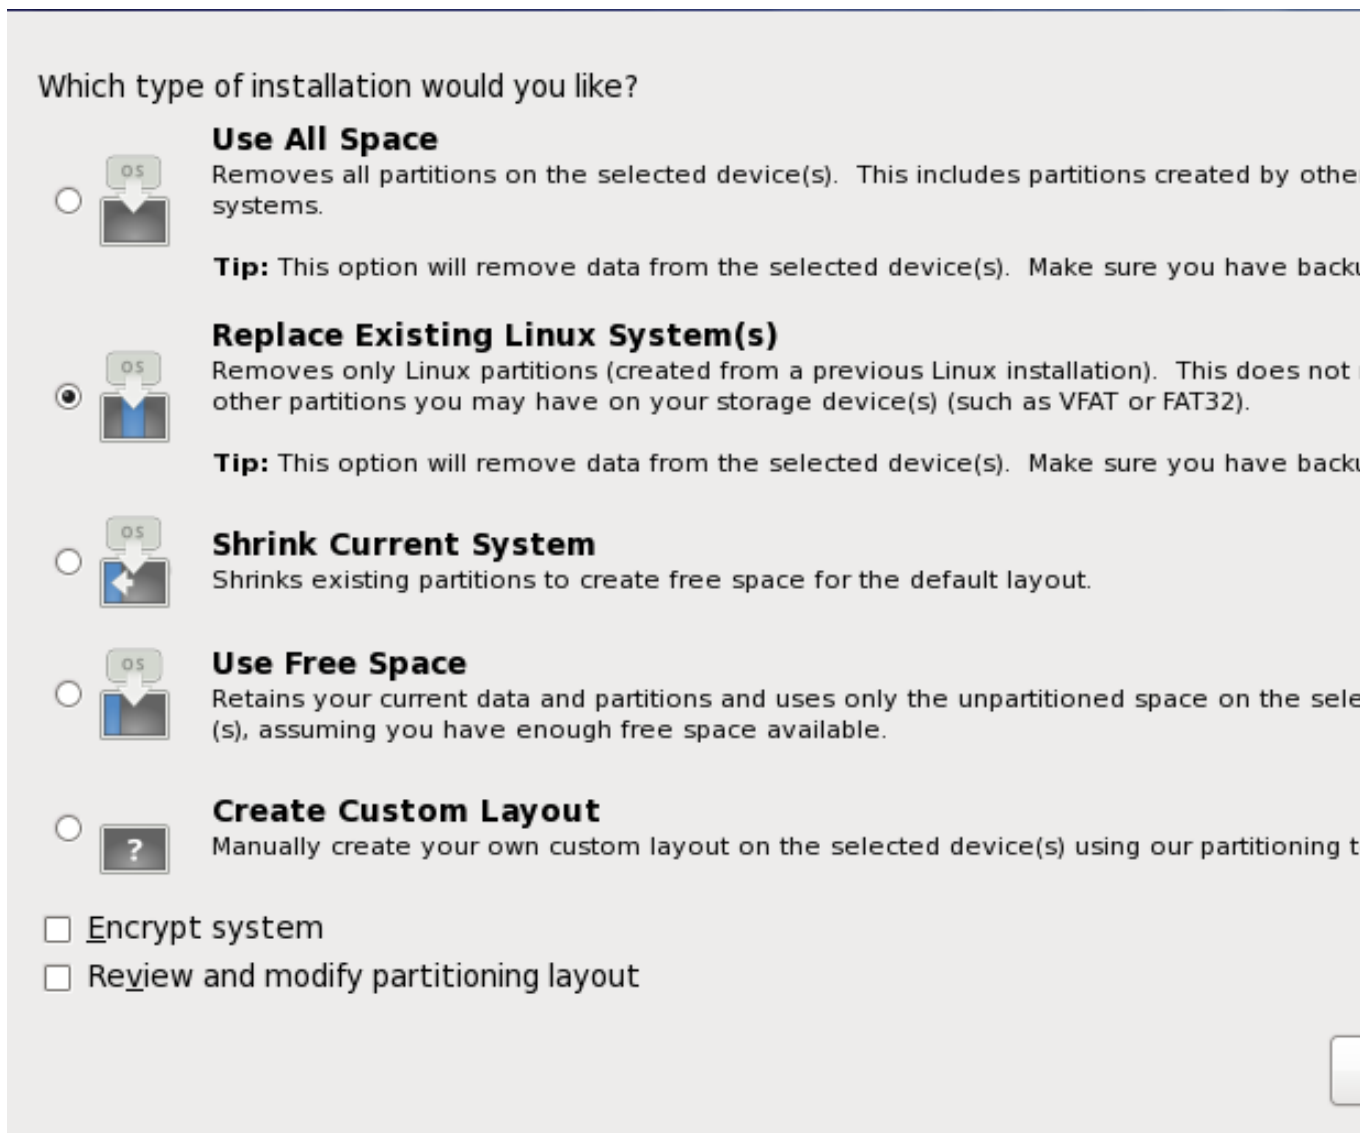 Which type of installation would you like?
Use All Space
OS
Removes all partitions on the selected device(s).  This includes partitions created by
systems.
Tip: This option will remove data from the selected device(s).  Make sure you have
Replace Existing Linux System(s)
OS
Removes only Linux partitions (created from a previous Linux installation).  This does not
other partitions you may have on your storage device(s) (such as VFAT or FAT32).
Tip: This option will remove data from the selected device(s).  Make sure you have
OS
Shrink Current System
Shrinks existing partitions to create free space for the default layout.
OS
Use Free Space
Retains your current data and partitions and uses only the unpartitioned space on the
(s), assuming you have enough free space available.
Create Custom Layout
?
Manually create your own custom layout on the selected device(s) using our partitioning
Encrypt system
Review and modify partitioning layout